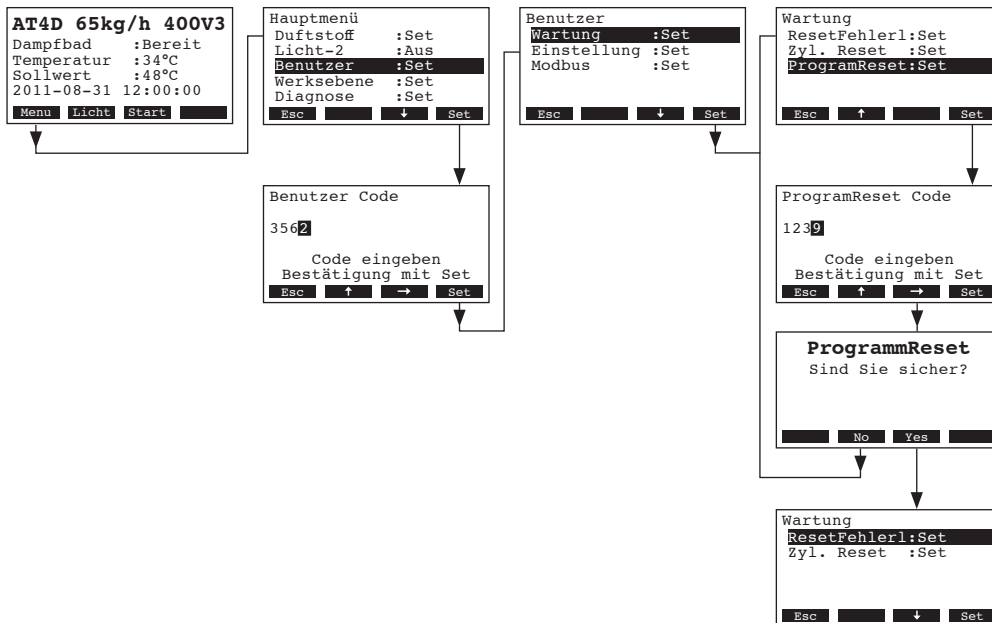 AT4D 65kg/h 400V3
Dampfbad :Bereit
Temperatur :34°C
Sollwert :48°C
2011-08-31 12:00:00
Menu Licht Start
Hauptmenü
Duftstoff :Set
Licht-2 :Aus
Benutzer :Set
Werksebene :Set
Diagnose :Set
Esc ↓ Set
Benutzer
Wartung :Set
Einstellung :Set
Modbus :Set
Esc ↓ Set
Wartung
ResetFehlerl:Set
Zyl. Reset :Set
ProgramReset:Set
Esc ↑ Set
Benutzer Code
3562
Code eingeben
Bestätigung mit Set
Esc ↑ → Set
ProgramReset Code
1239
Code eingeben
Bestätigung mit Set
Esc ↑ → Set
ProgrammReset
Sind Sie sicher?
No Yes
Wartung
ResetFehlerl:Set
Zyl. Reset :Set
Esc ↓ Set